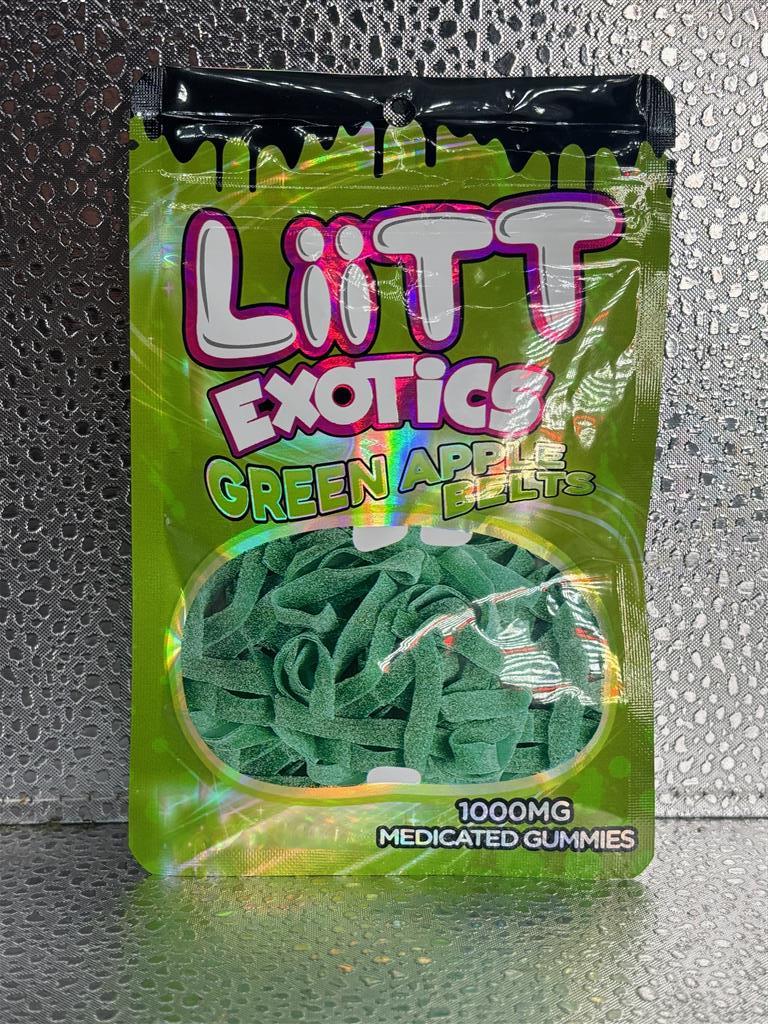 LiiTT
EXOTiCS
GREEN APPLE
BELTS
1000MG
MEDICATED GUMMIES